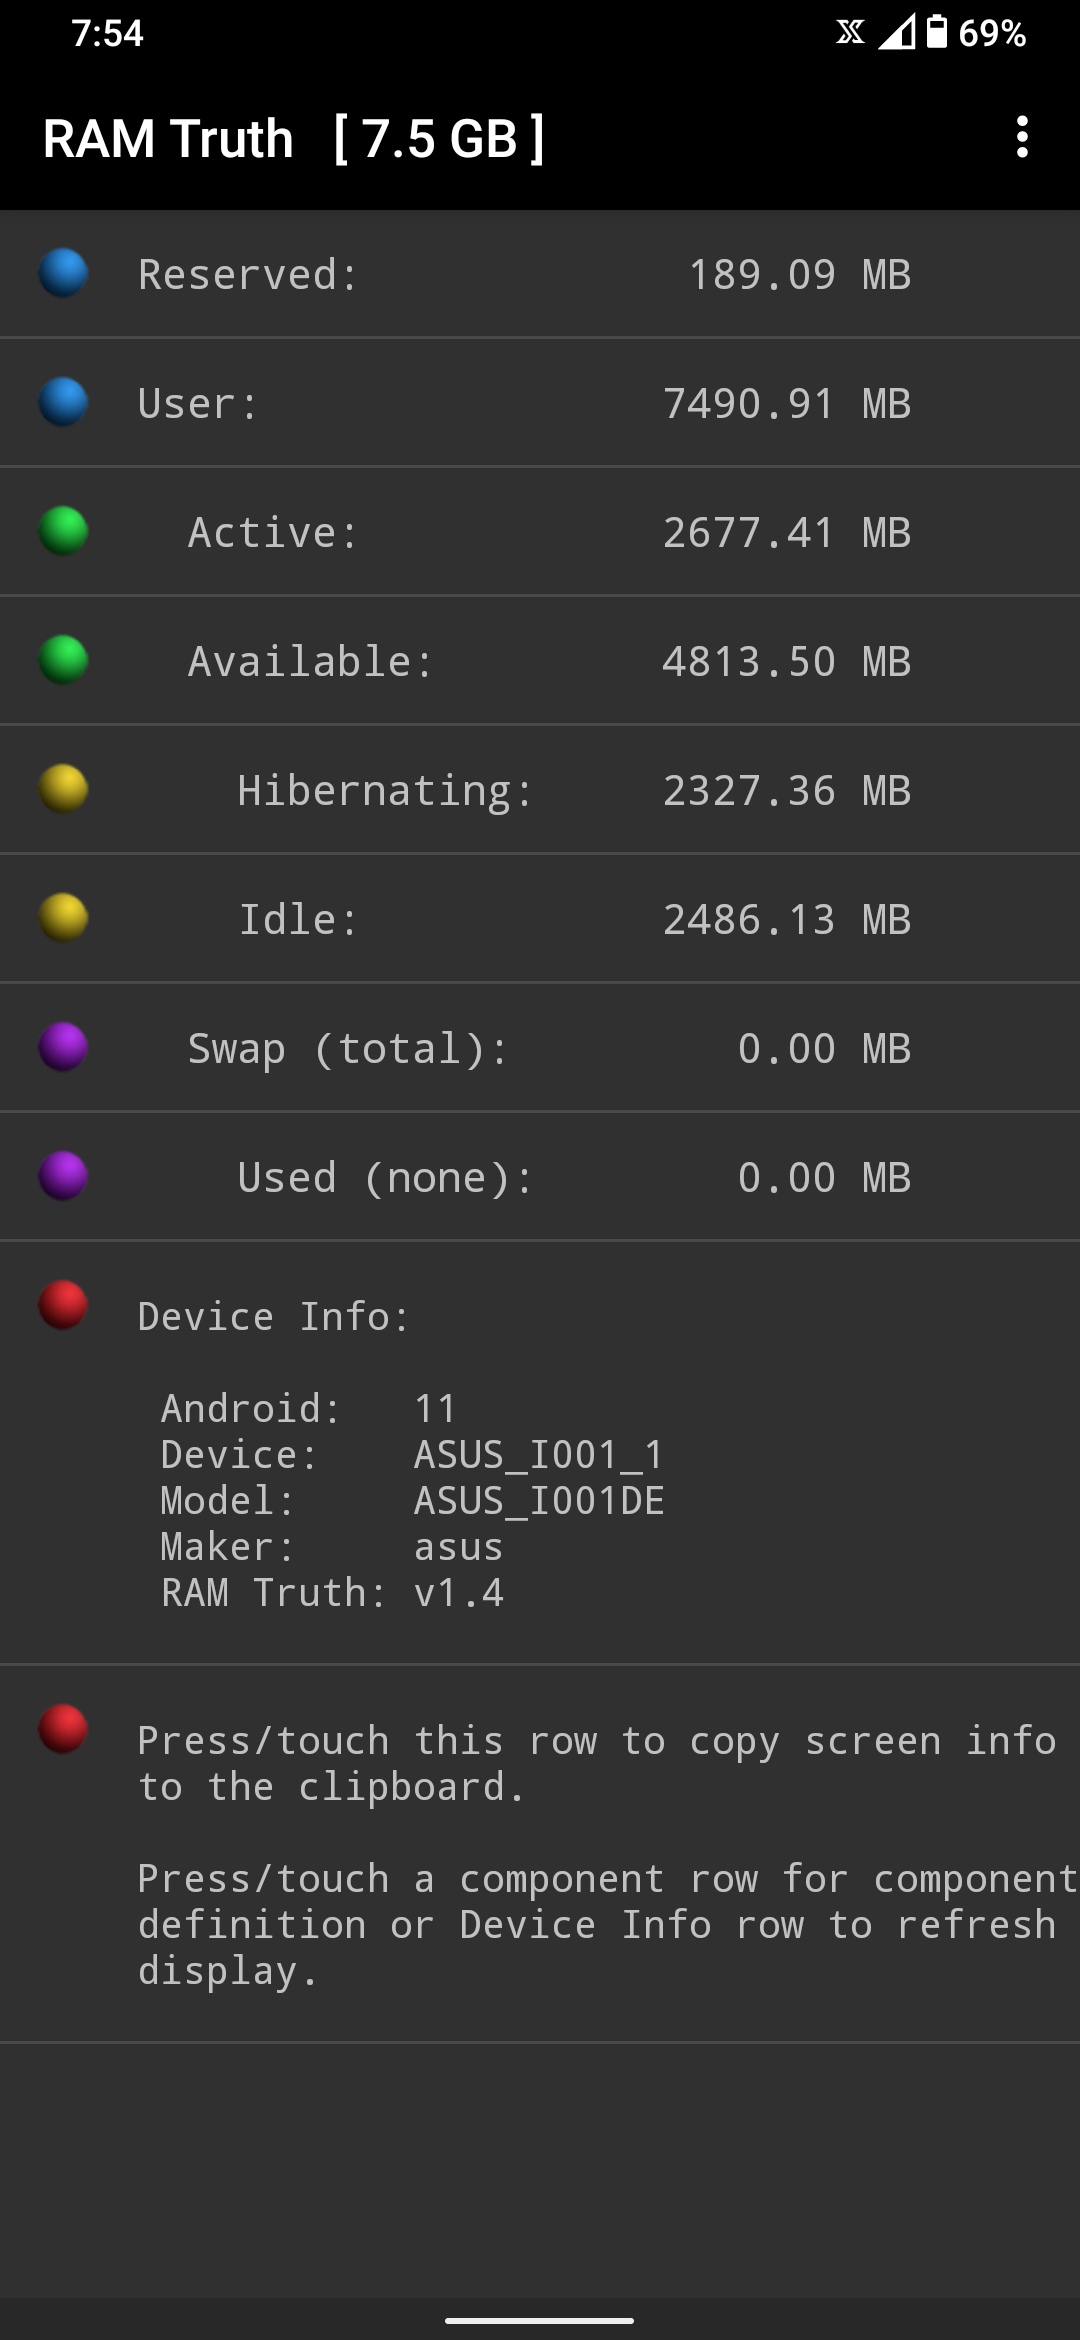 7:54 69%
RAM Truth [ 7.5 GB ]
Reserved: 189.09 MB
User: 7490.91 MB
Active: 2677.41 MB
Available: 4813.50 MB
Hibernating: 2327.36 MB
Idle: 2486.13 MB
Swap (total): 0.00 MB
Used (none): 0.00 MB
Device Info:
Android: 11
Device: ASUS_I001_1
Model: ASUS_I001DE
Maker: asus
RAM Truth: v1.4
Press/touch this row to copy screen info
to the clipboard.
Press/touch a component row for component
definition or Device Info row to refresh
display.